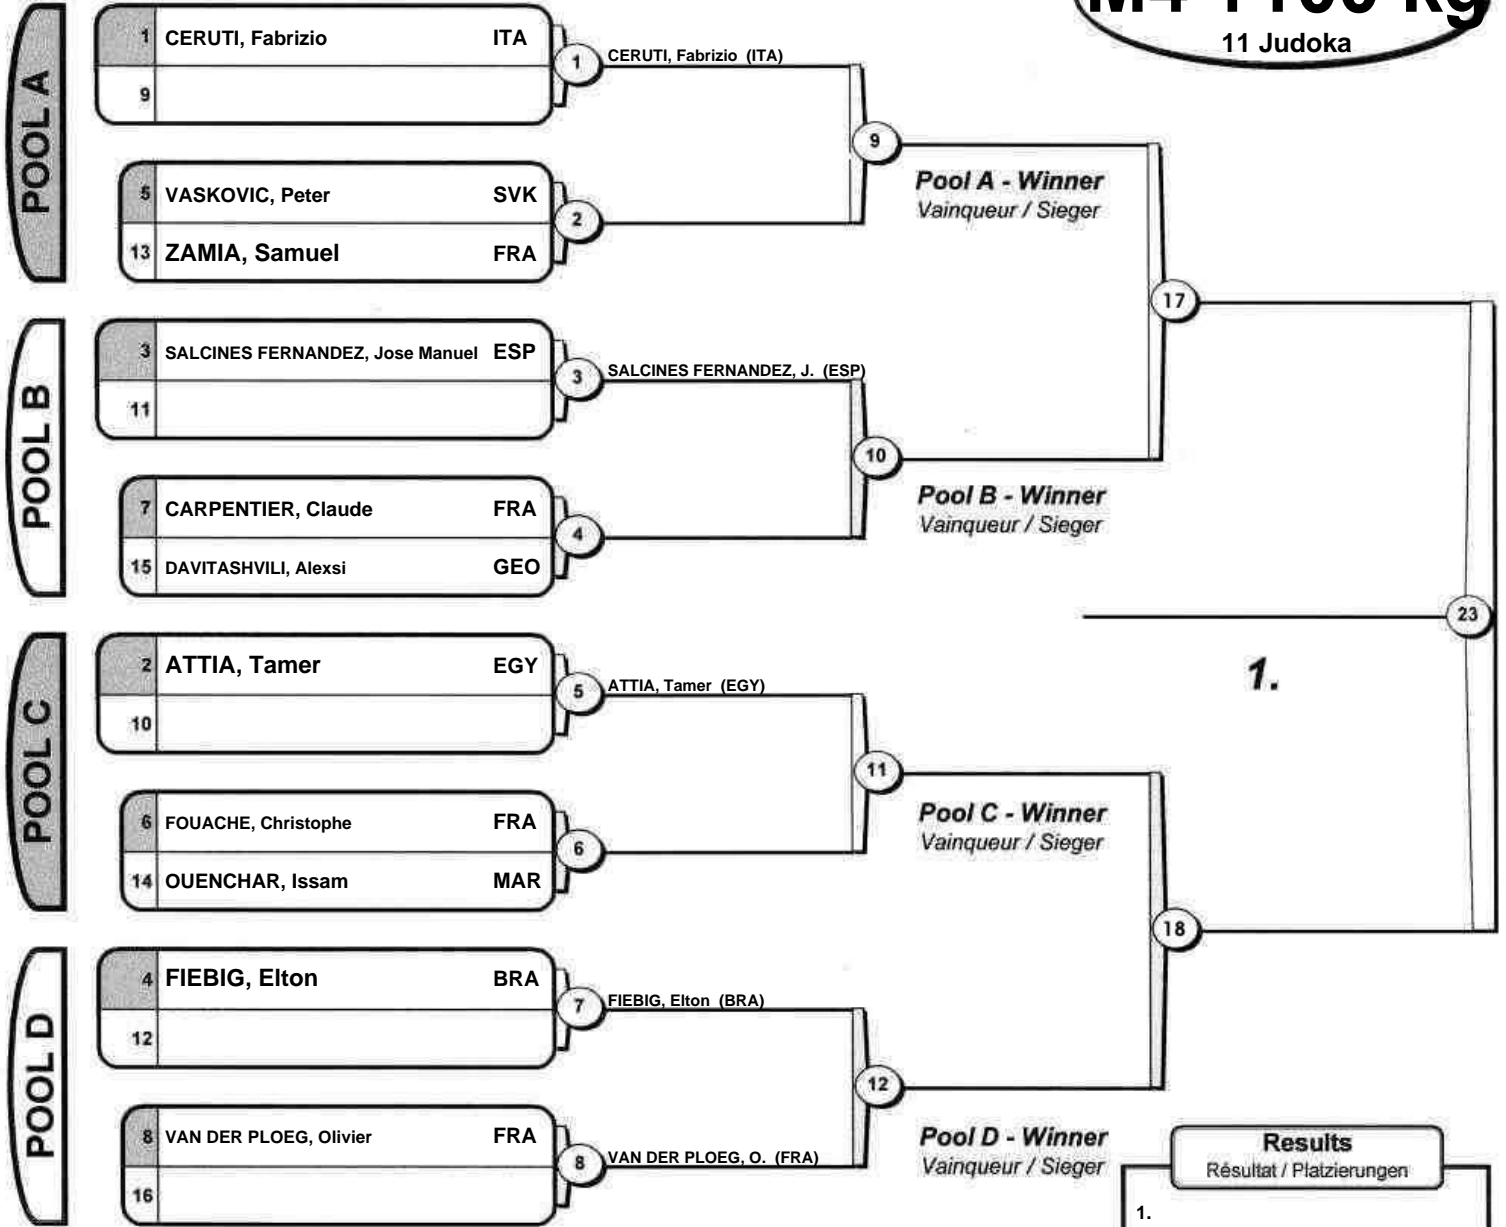 11 Judoka
POOL A
1 CERUTI, Fabrizio ITA
9
1
CERUTI, Fabrizio (ITA)
5 VASKOVIC, Peter SVK
13 ZAMIA, Samuel FRA
2
9
Pool A - Winner
Vainqueur / Sieger
POOL B
3 SALCINES FERNANDEZ, Jose Manuel ESP
11
3
SALCINES FERNANDEZ, J. (ESP)
7 CARPENTIER, Claude FRA
15 DAVITASHVILI, Alexsi GEO
4
10
Pool B - Winner
Vainqueur / Sieger
17
POOL C
2 ATTIA, Tamer EGY
10
5
ATTIA, Tamer (EGY)
6 FOUACHE, Christophe FRA
14 OUENCHAR, Issam MAR
6
11
Pool C - Winner
Vainqueur / Sieger
23
1.
POOL D
4 FIEBIG, Elton BRA
12
7
FIEBIG, Elton (BRA)
8 VAN DER PLOEG, Olivier FRA
16
8
VAN DER PLOEG, O. (FRA)
12
Pool D - Winner
Vainqueur / Sieger
18
Results
Résultat / Platzierungen
1.